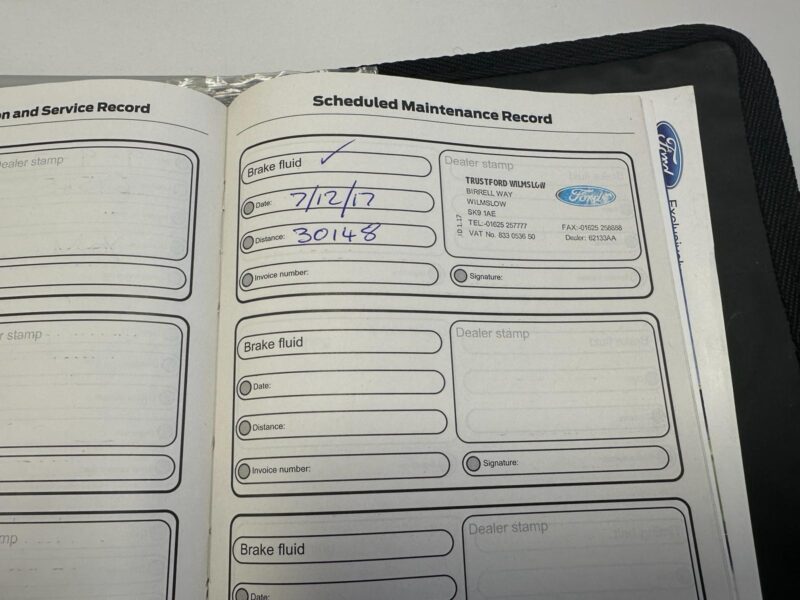 n and Service Record
Dealer stamp
stamp
mp
Scheduled Maintenance Record
Brake fluid ✓
Date: 7/12/17
Distance: 30148
Invoice number:
Dealer stamp
TRUSTFORD WILMSLOW
BIRRELL WAY
WILMSLOW
SK9 1AE
TEL:-01625 257777
FAX:-01625 256688
VAT No. 833 0536 50
Dealer: 62133AA
Ford
Signature:
Brake fluid
Date:
Distance:
Invoice number:
Dealer stamp
Signature:
Brake fluid
Date:
Dealer stamp
Ford